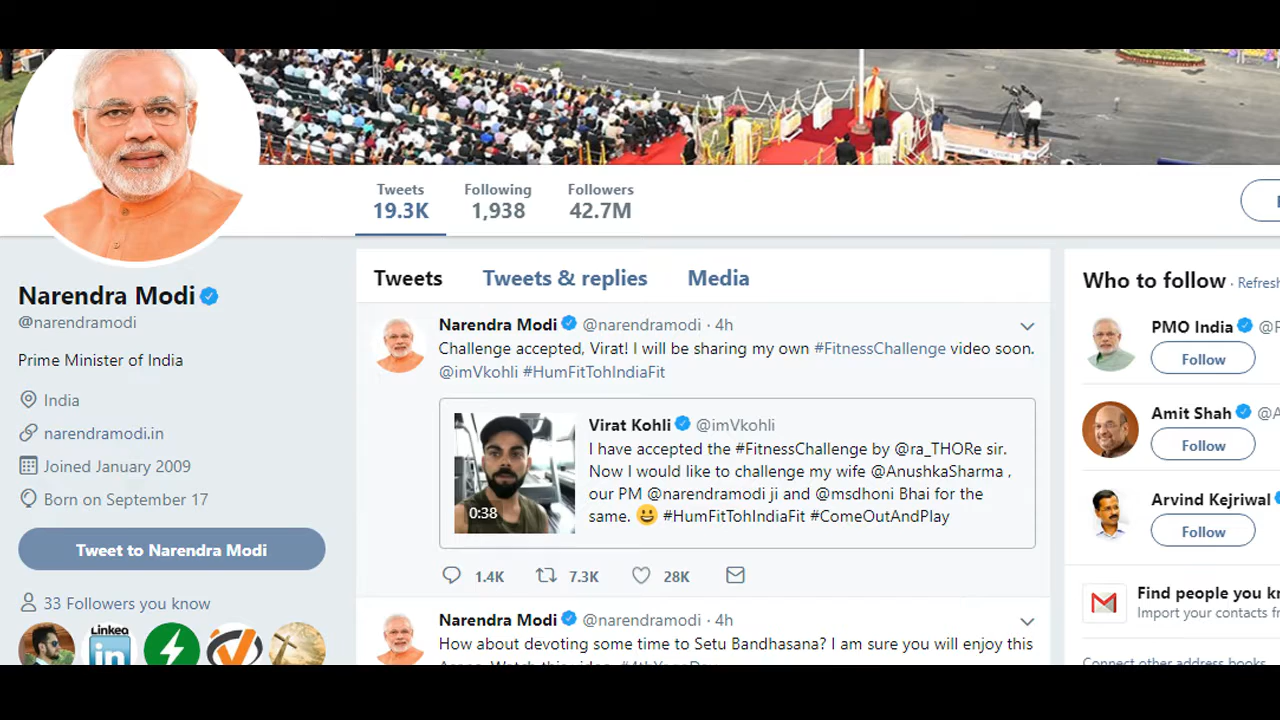 Tweets
19.3K
Following
1,938
Followers
42.7M
Narendra Modi
@narendramodi
Prime Minister of India
India
narendramodi.in
Joined January 2009
Born on September 17
Tweet to Narendra Modi
33 Followers you know
Linked
in
Tweets Tweets & replies Media
Narendra Modi @narendramodi · 4h
Challenge accepted, Virat! I will be sharing my own #FitnessChallenge video soon.
@imVkohli #HumFitTohIndiaFit
0:38
Virat Kohli @imVkohli
I have accepted the #FitnessChallenge by @ra_THORe sir.
Now I would like to challenge my wife @AnushkaSharma ,
our PM @narendramodi ji and @msdhoni Bhai for the
same. 😀 #HumFitTohIndiaFit #ComeOutAndPlay
1.4K 7.3K 28K
Narendra Modi @narendramodi · 4h
How about devoting some time to Setu Bandhasana? I am sure you will enjoy this
Who to follow · Refresh
PMO India @P
Follow
Amit Shah @A
Follow
Arvind Kejriwal
Follow
Find people you k
Import your contacts f
Connect other address books